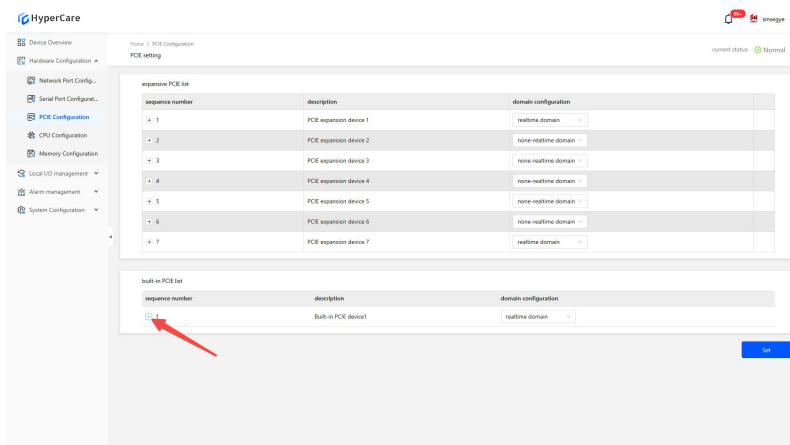 HyperCare
99+
sinsegye
Device Overview
Hardware Configuration
Network Port Config...
Serial Port Configurat...
PCIE Configuration
CPU Configuration
Memory Configuration
Local I/O management
Alarm management
System Configuration
Home / PCIE Configuration
PCIE setting
current status: Normal
expansive PCIE list
sequence number description domain configuration
1 PCIE expansion device 1 realtime domain
2 PCIE expansion device 2 none-realtime domain
3 PCIE expansion device 3 none-realtime domain
4 PCIE expansion device 4 none-realtime domain
5 PCIE expansion device 5 none-realtime domain
6 PCIE expansion device 6 none-realtime domain
7 PCIE expansion device 7 realtime domain
built-in PCIE list
sequence number description domain configuration
1 Built-in PCIE device1 realtime domain
Set